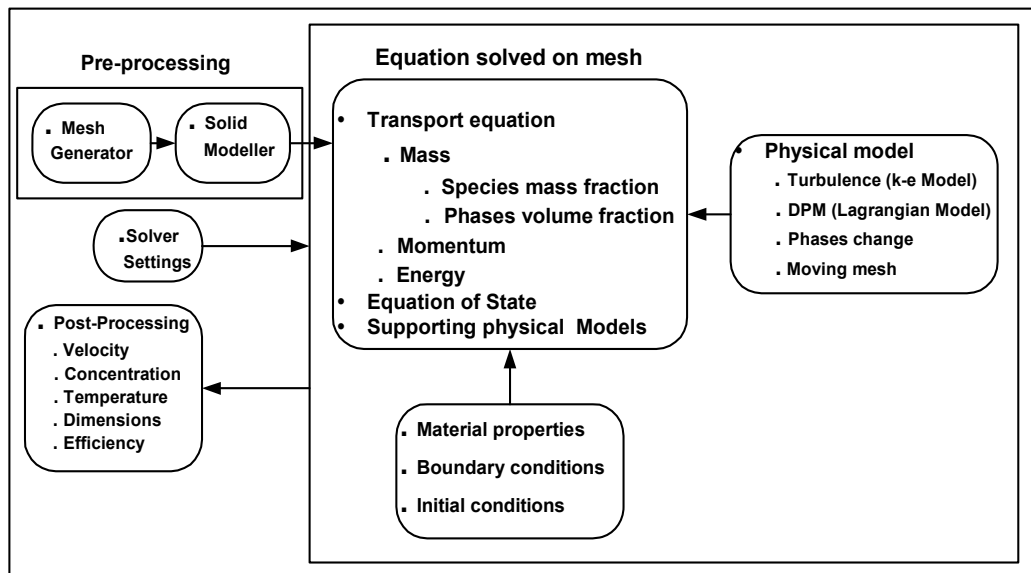 Pre-processing
. Mesh
Generator
. Solid
Modeller
.Solver
Settings
. Post-Processing
. Velocity
. Concentration
. Temperature
. Dimensions
. Efficiency
Equation solved on mesh
• Transport equation
. Mass
. Species mass fraction
. Phases volume fraction
. Momentum
. Energy
• Equation of State
• Supporting physical Models
. Material properties
. Boundary conditions
. Initial conditions
• Physical model
. Turbulence (k-e Model)
. DPM (Lagrangian Model)
. Phases change
. Moving mesh